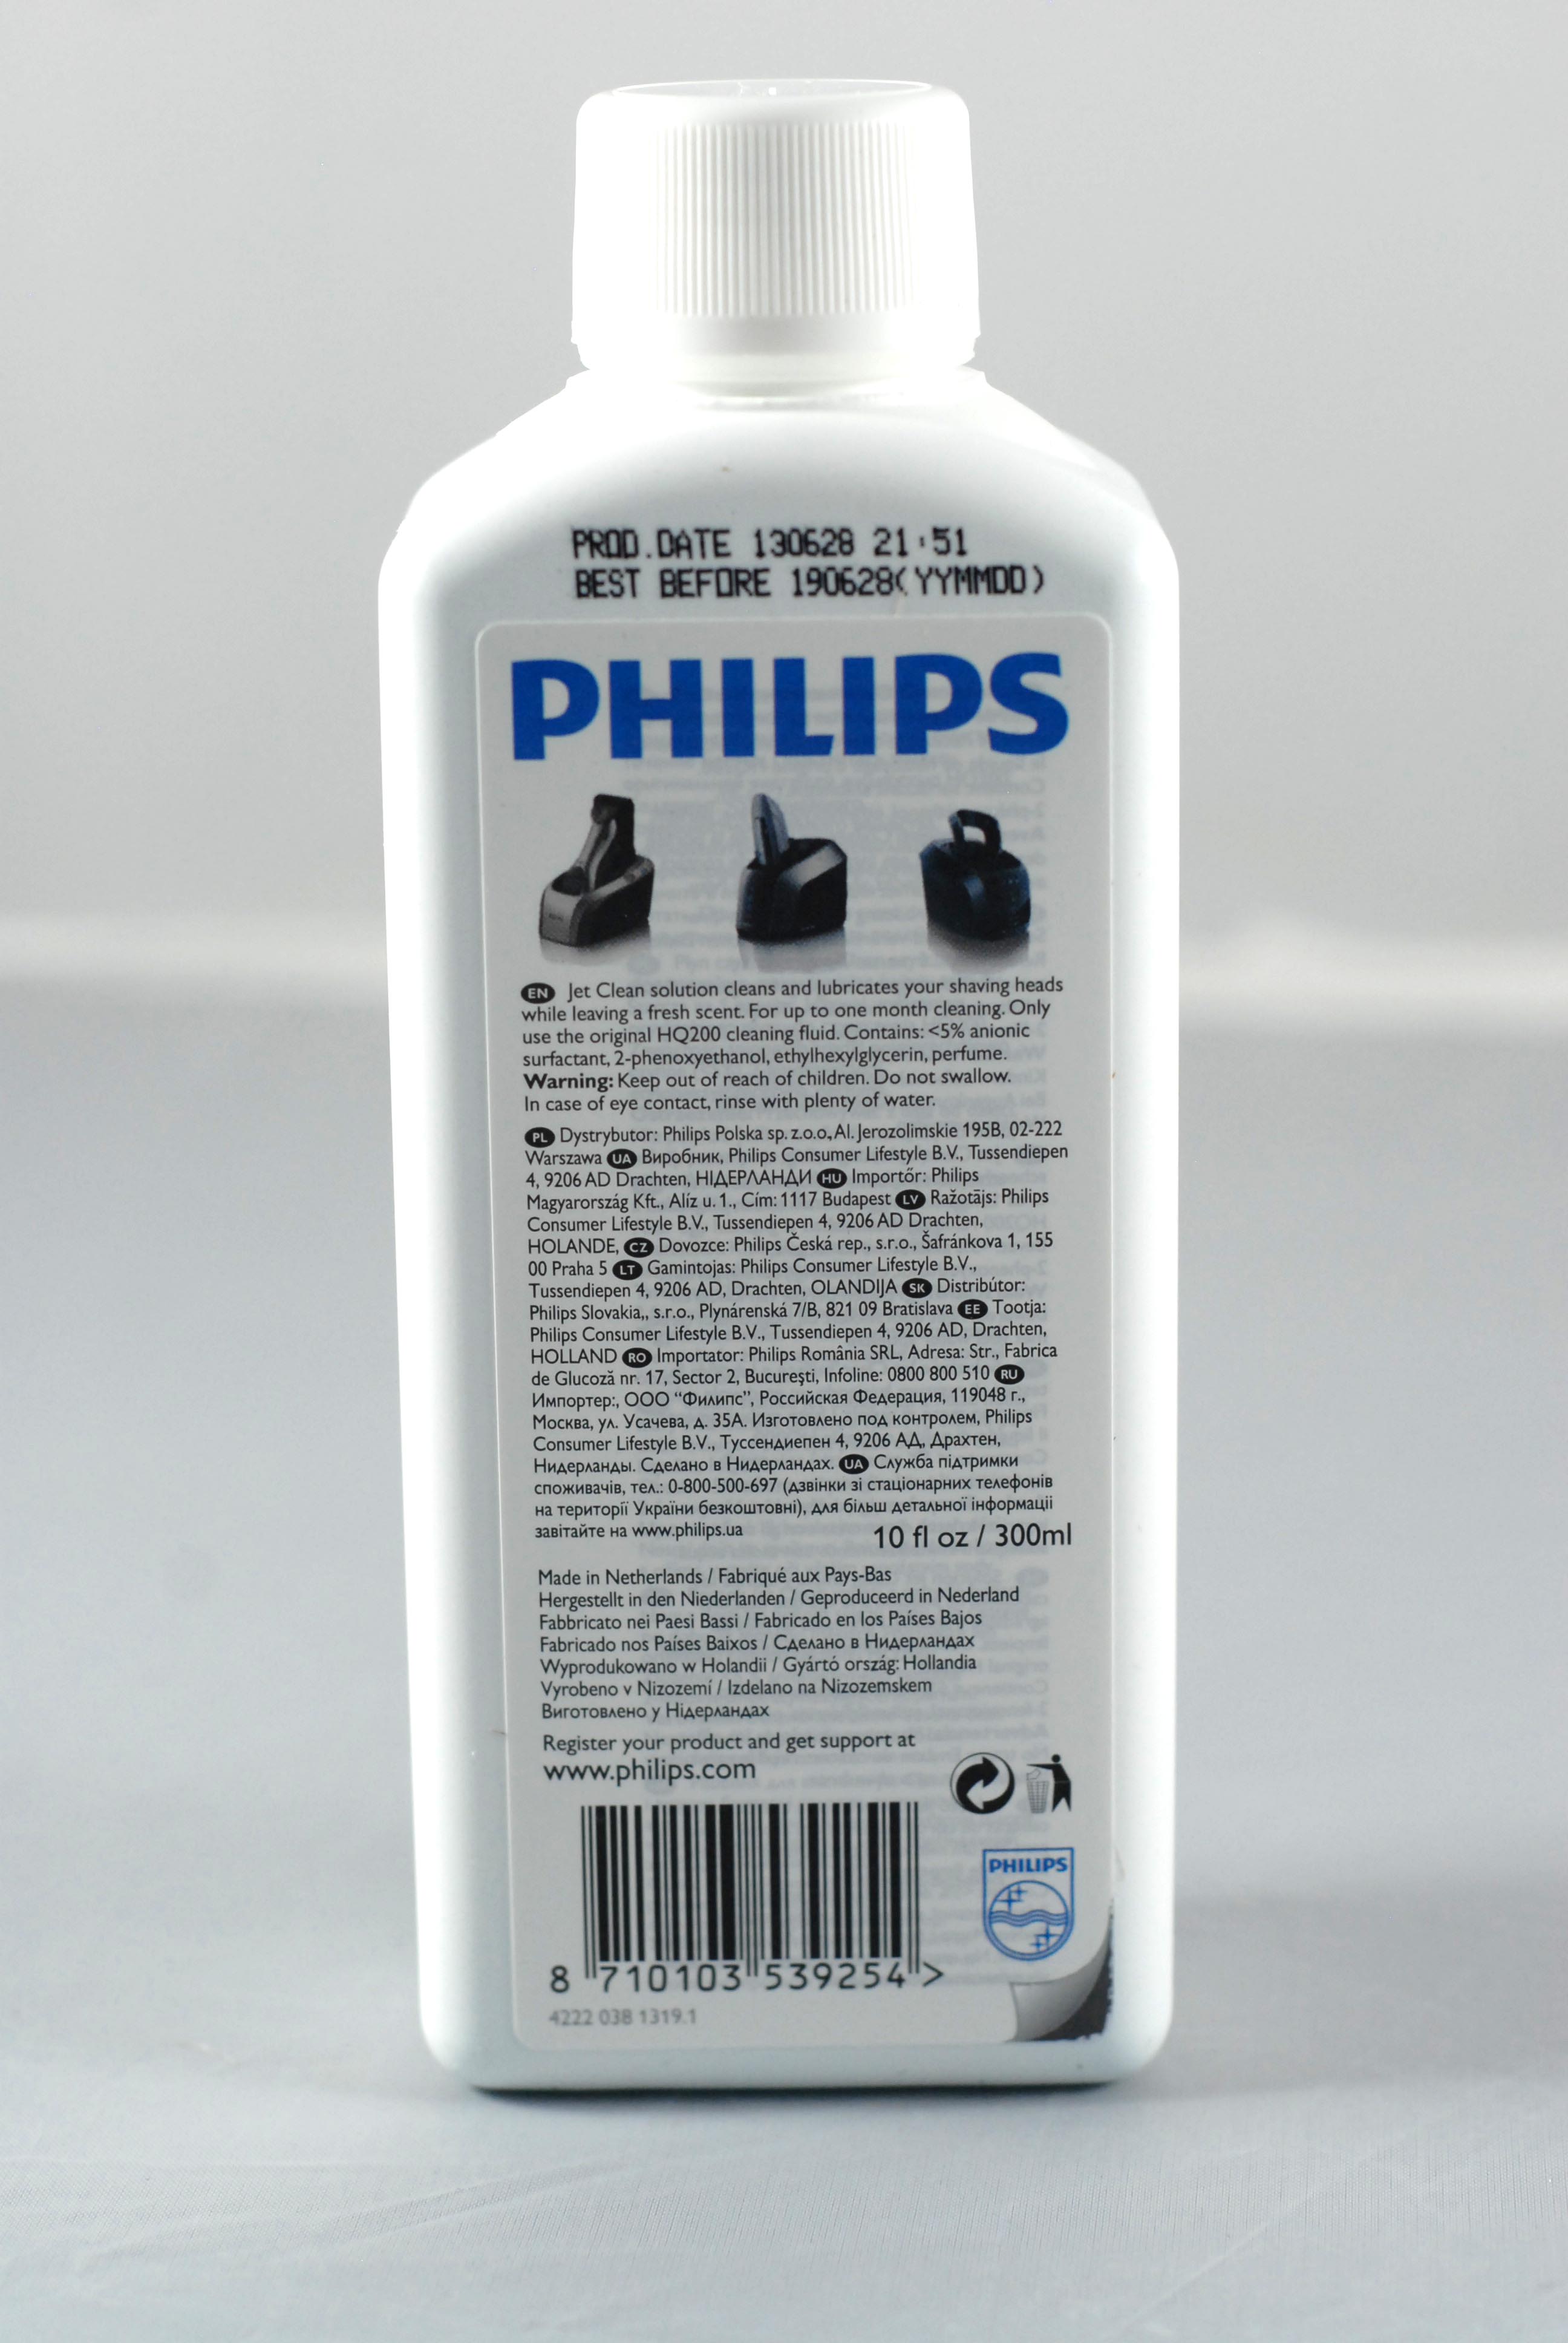 PROD.DATE 130628 21:51
BEST BEFORE 190628(YYMMDD)
PHILIPS
EN Jet Clean solution cleans and lubricates your shaving heads
while leaving a fresh scent. For up to one month cleaning. Only
use the original HQ200 cleaning fluid. Contains: <5% anionic
surfactant, 2-phenoxyethanol, ethylhexylglycerin, perfume.
Warning: Keep out of reach of children. Do not swallow.
In case of eye contact, rinse with plenty of water.
PL Dystrybutor: Philips Polska sp. z.o.o, Al. Jerozolimskie 195B, 02-222
Warszawa UA Виробник, Philips Consumer Lifestyle B.V., Tussendiepen
4, 9206 AD Drachten, НІДЕРЛАНДИ HU Importőr: Philips
Magyarország Kft., Alíz u. 1., Cím: 1117 Budapest LV Ražotājs: Philips
Consumer Lifestyle B.V., Tussendiepen 4, 9206 AD Drachten,
HOLANDE, CZ Dovozce: Philips Česká rep., s.r.o., Šafránkova 1, 155
00 Praha 5 LT Gamintojas: Philips Consumer Lifestyle B.V.,
Tussendiepen 4, 9206 AD, Drachten, OLANDIJA SK Distribútor:
Philips Slovakia,, s.r.o., Plynárenská 7/B, 821 09 Bratislava EE Tootja:
Philips Consumer Lifestyle B.V., Tussendiepen 4, 9206 AD, Drachten,
HOLLAND RO Importator: Philips România SRL, Adresa: Str., Fabrica
de Glucoză nr. 17, Sector 2, Bucureşti, Infoline: 0800 800 510 RU
Импортер:, ООО “Филипс”, Российская Федерация, 119048 г.,
Москва, ул. Усачева, д. 35А. Изготовлено под контролем, Philips
Consumer Lifestyle B.V., Туссендиепен 4, 9206 АД, Драхтен,
Нидерланды. Сделано в Нидерландах. UA Служба підтримки
споживачів, тел.: 0-800-500-697 (дзвінки зі стаціонарних телефонів
на території України безкоштовні), для більш детальної інформації
завітайте на www.philips.ua
10 fl oz / 300ml
Made in Netherlands / Fabriqué aux Pays-Bas
Hergestellt in den Niederlanden / Geproduceerd in Nederland
Fabbricato nei Paesi Bassi / Fabricado en los Países Bajos
Fabricado nos Países Baixos / Сделано в Нидерландах
Wyprodukowano w Holandii / Gyártó ország: Hollandia
Vyrobeno v Nizozemí / Izdelano na Nizozemskem
Виготовлено у Нідерландах
Register your product and get support at
www.philips.com
PHILIPS
8 710103 539254 >
4222 038 1319.1